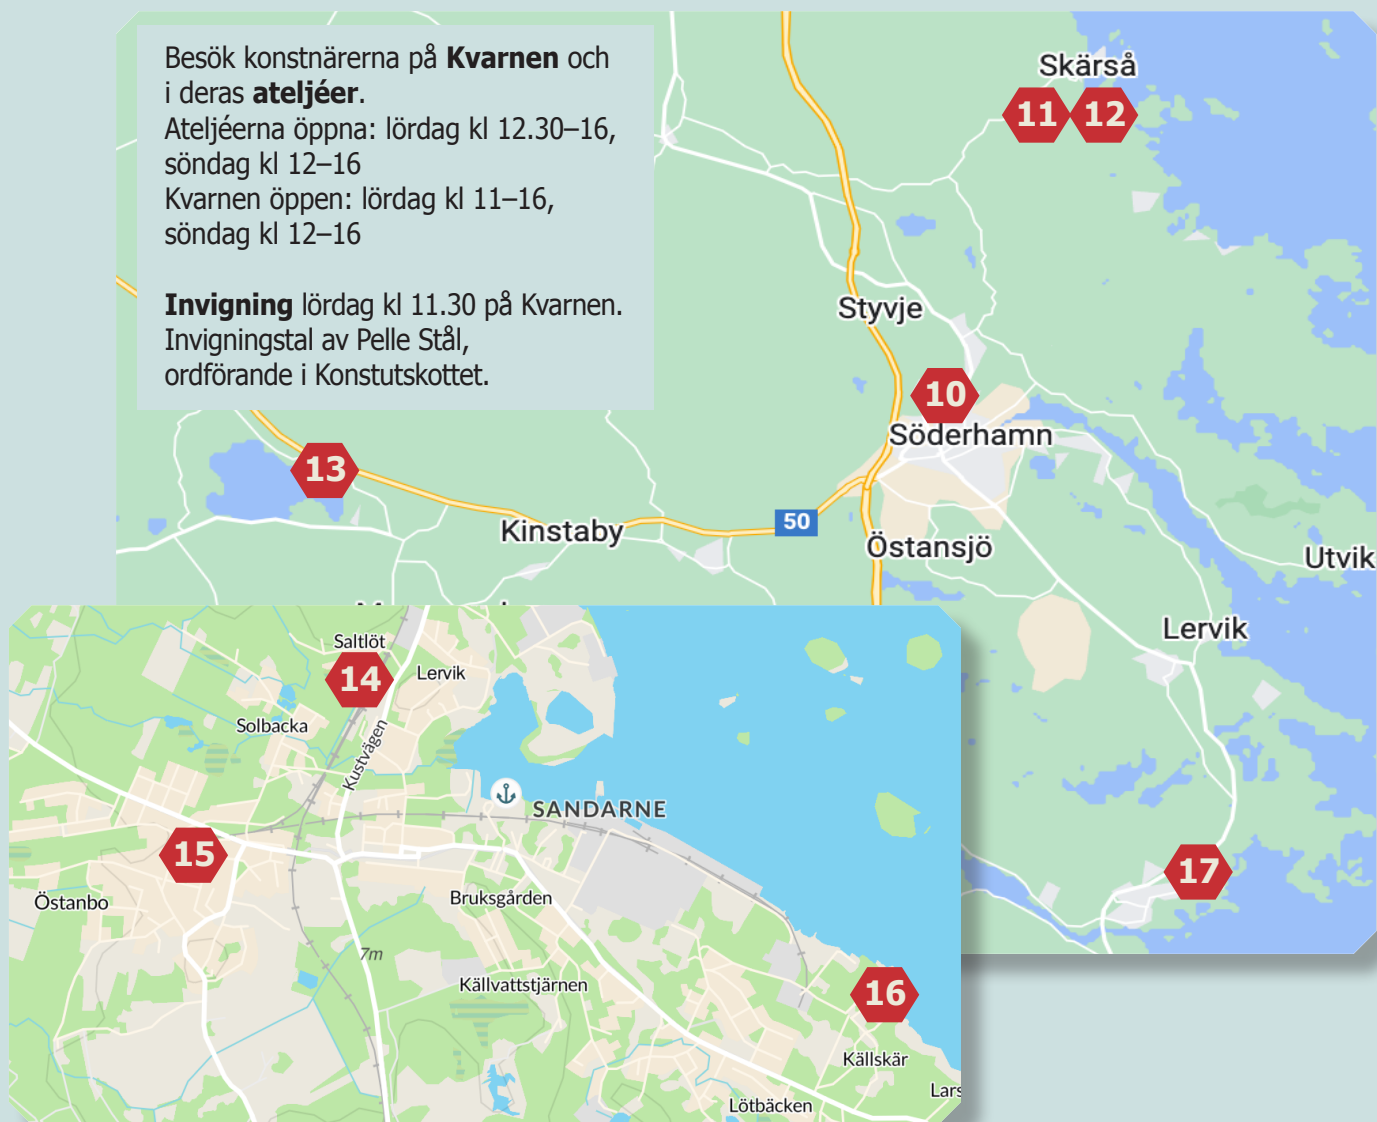 Besök konstnärerna på Kvarnen och
i deras ateljéer.
Ateljéerna öppna: lördag kl 12.30–16,
söndag kl 12–16
Kvarnen öppen: lördag kl 11–16,
söndag kl 12–16
Invigning lördag kl 11.30 på Kvarnen.
Invigningstal av Pelle Stål,
ordförande i Konstutskottet.
Skärså
11 12
Styvje
10
Söderhamn
13
50
Kinstaby
Östansjö
Utvik
Lervik
17
Saltlöt
14
Lervik
Solbacka
Kustvägen
SANDARNE
15
Östanbo
Bruksgården
7m
Källvattstjärnen
16
Källskär
Lars
Lötbäcken